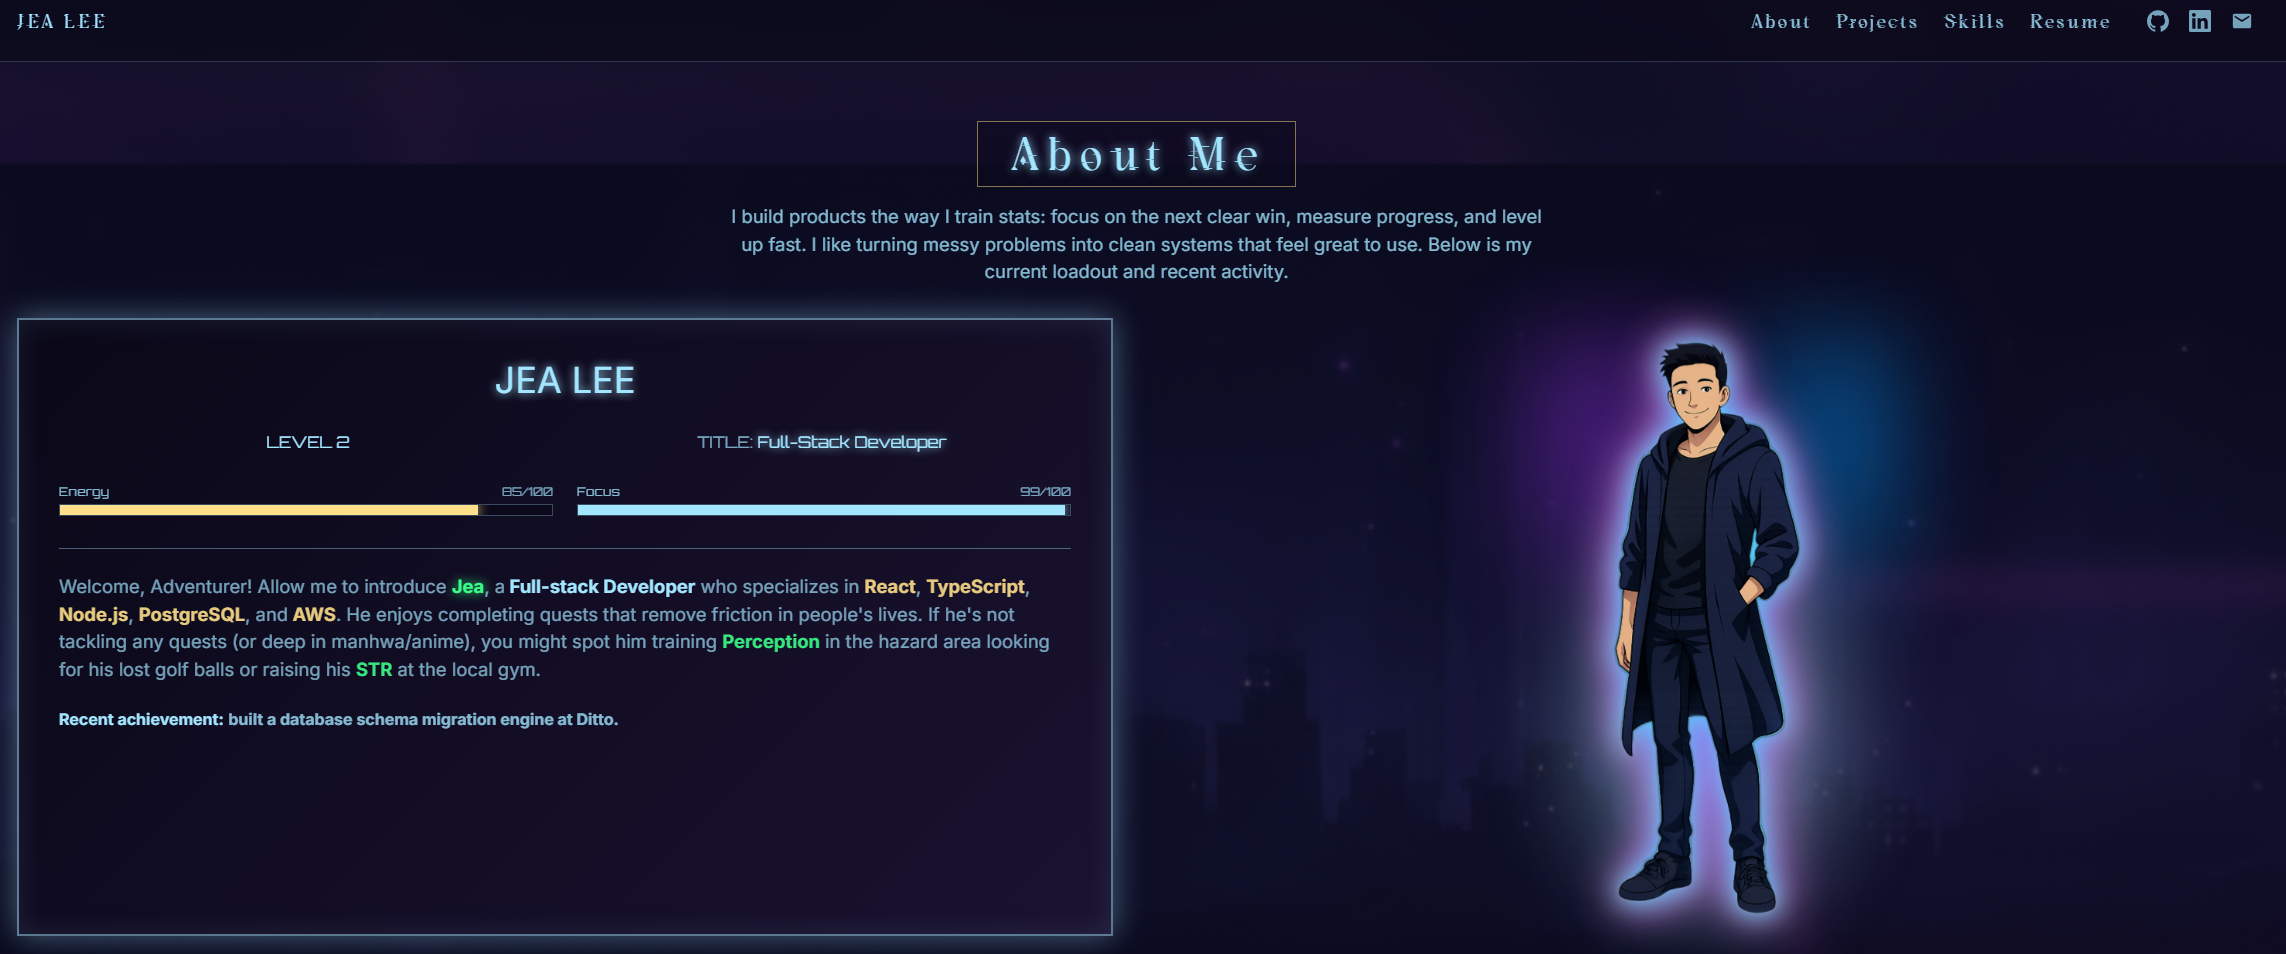 JEA LEE
About Projects Skills Resume
About Me
I build products the way I train stats: focus on the next clear win, measure progress, and level
up fast. I like turning messy problems into clean systems that feel great to use. Below is my
current loadout and recent activity.
JEA LEE
LEVEL 2
TITLE: Full-Stack Developer
Energy 85/100
Focus 99/100
Welcome, Adventurer! Allow me to introduce Jea, a Full-stack Developer who specializes in React, TypeScript,
Node.js, PostgreSQL, and AWS. He enjoys completing quests that remove friction in people's lives. If he's not
tackling any quests (or deep in manhwa/anime), you might spot him training Perception in the hazard area looking
for his lost golf balls or raising his STR at the local gym.
Recent achievement: built a database schema migration engine at Ditto.